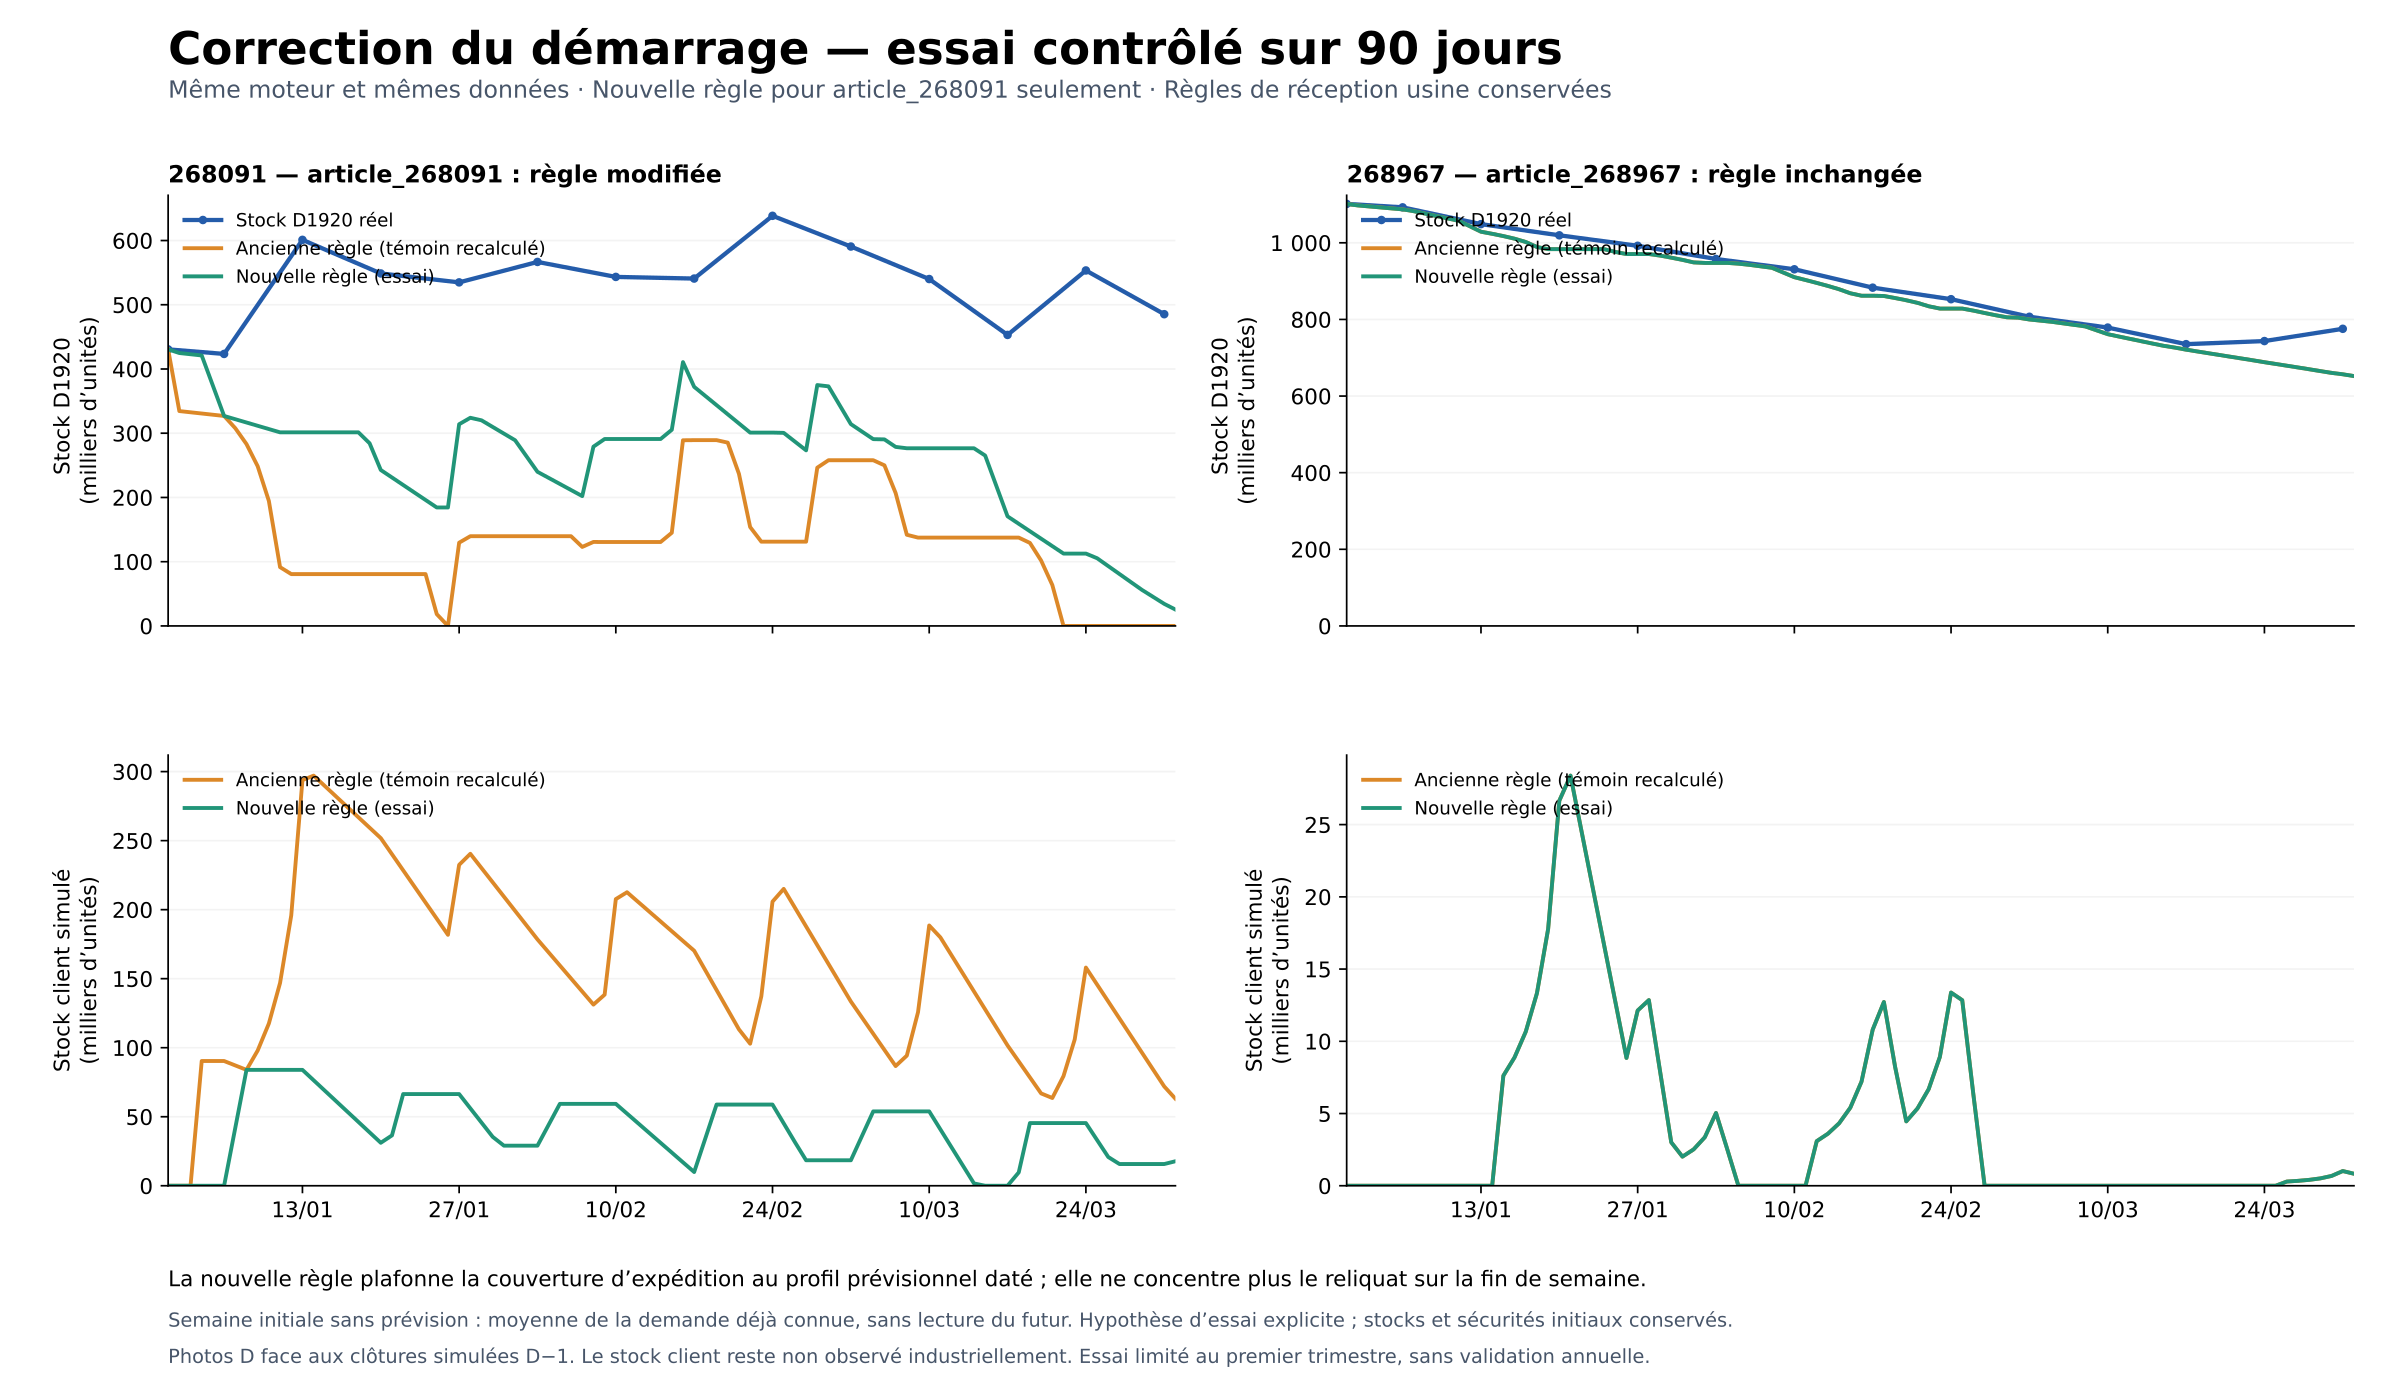 Correction du démarrage — essai contrôlé sur 90 jours
Même moteur et mêmes données · Nouvelle règle pour article_268091 seulement · Règles de réception usine conservées
268091 — article_268091 : règle modifiée
Stock D1920 réel
Ancienne règle (témoin recalculé)
Nouvelle règle (essai)
Stock D1920
(milliers d’unités)
600
500
400
300
200
100
0
268967 — article_268967 : règle inchangée
Stock D1920 réel
Ancienne règle (témoin recalculé)
Nouvelle règle (essai)
Stock D1920
(milliers d’unités)
1 000
800
600
400
200
0
Ancienne règle (témoin recalculé)
Nouvelle règle (essai)
Stock client simulé
(milliers d’unités)
300
250
200
150
100
50
0
13/01 27/01 10/02 24/02 10/03 24/03
Ancienne règle (témoin recalculé)
Nouvelle règle (essai)
Stock client simulé
(milliers d’unités)
25
20
15
10
5
0
13/01 27/01 10/02 24/02 10/03 24/03
La nouvelle règle plafonne la couverture d’expédition au profil prévisionnel daté ; elle ne concentre plus le reliquat sur la fin de semaine.
Semaine initiale sans prévision : moyenne de la demande déjà connue, sans lecture du futur. Hypothèse d’essai explicite ; stocks et sécurités initiaux conservés.
Photos D face aux clôtures simulées D−1. Le stock client reste non observé industriellement. Essai limité au premier trimestre, sans validation annuelle.